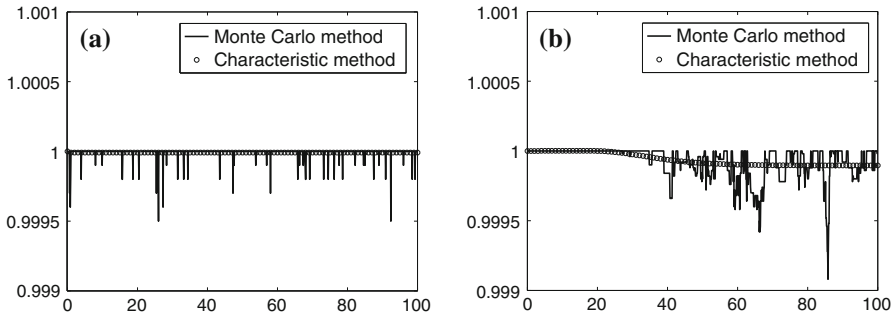 (a)
Monte Carlo method
Characteristic method
1.001
1.0005
1
0.9995
0.999
0 20 40 60 80 100
(b)
Monte Carlo method
Characteristic method
1.001
1.0005
1
0.9995
0.999
0 20 40 60 80 100